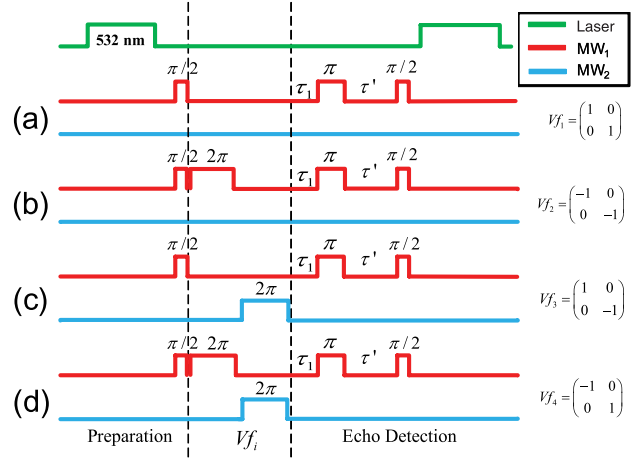 Laser
MW₁
MW₂
532 nm
π/2
τ₁
π
τ'
π/2
(a)
Vf₁=(1 0
0 1)
π/2
2π
τ₁
π
τ'
π/2
(b)
Vf₂=(−1 0
0 −1)
π/2
τ₁
π
τ'
π/2
2π
(c)
Vf₃=(1 0
0 −1)
π/2
2π
τ₁
π
τ'
π/2
2π
(d)
Vf₄=(−1 0
0 1)
Preparation
Vfᵢ
Echo Detection